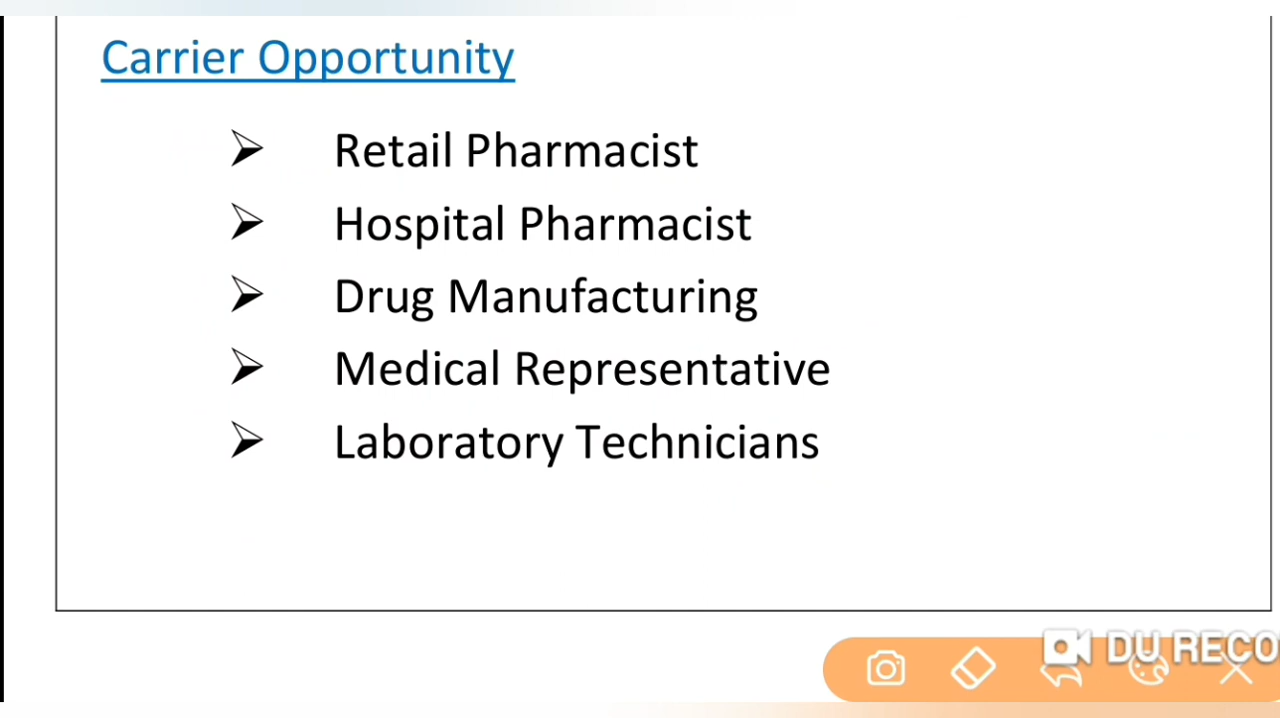 Carrier Opportunity
Retail Pharmacist
Hospital Pharmacist
Drug Manufacturing
Medical Representative
Laboratory Technicians
DU RECO